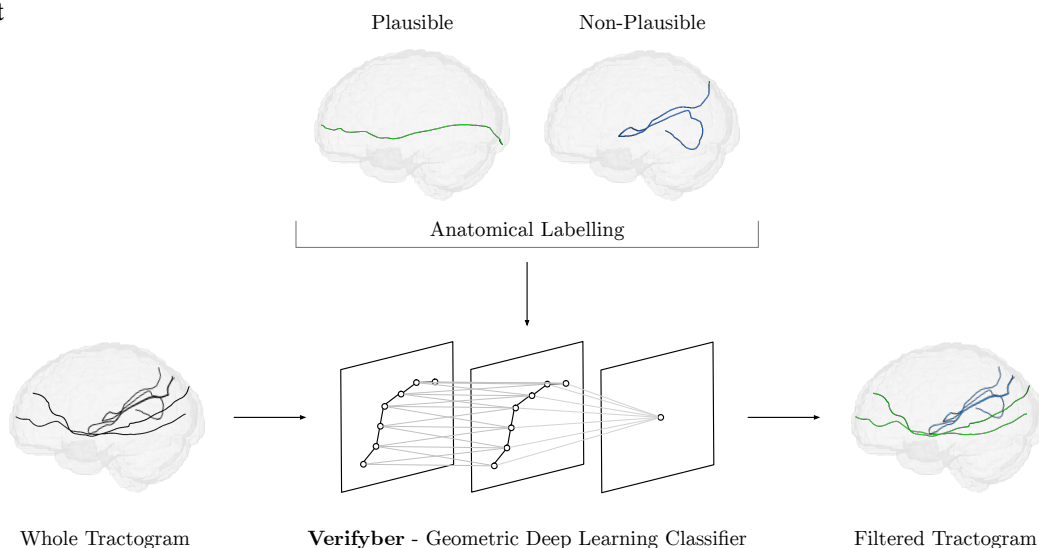 t
Plausible
Non-Plausible
Anatomical Labelling
Whole Tractogram
Verifyber - Geometric Deep Learning Classifier
Filtered Tractogram